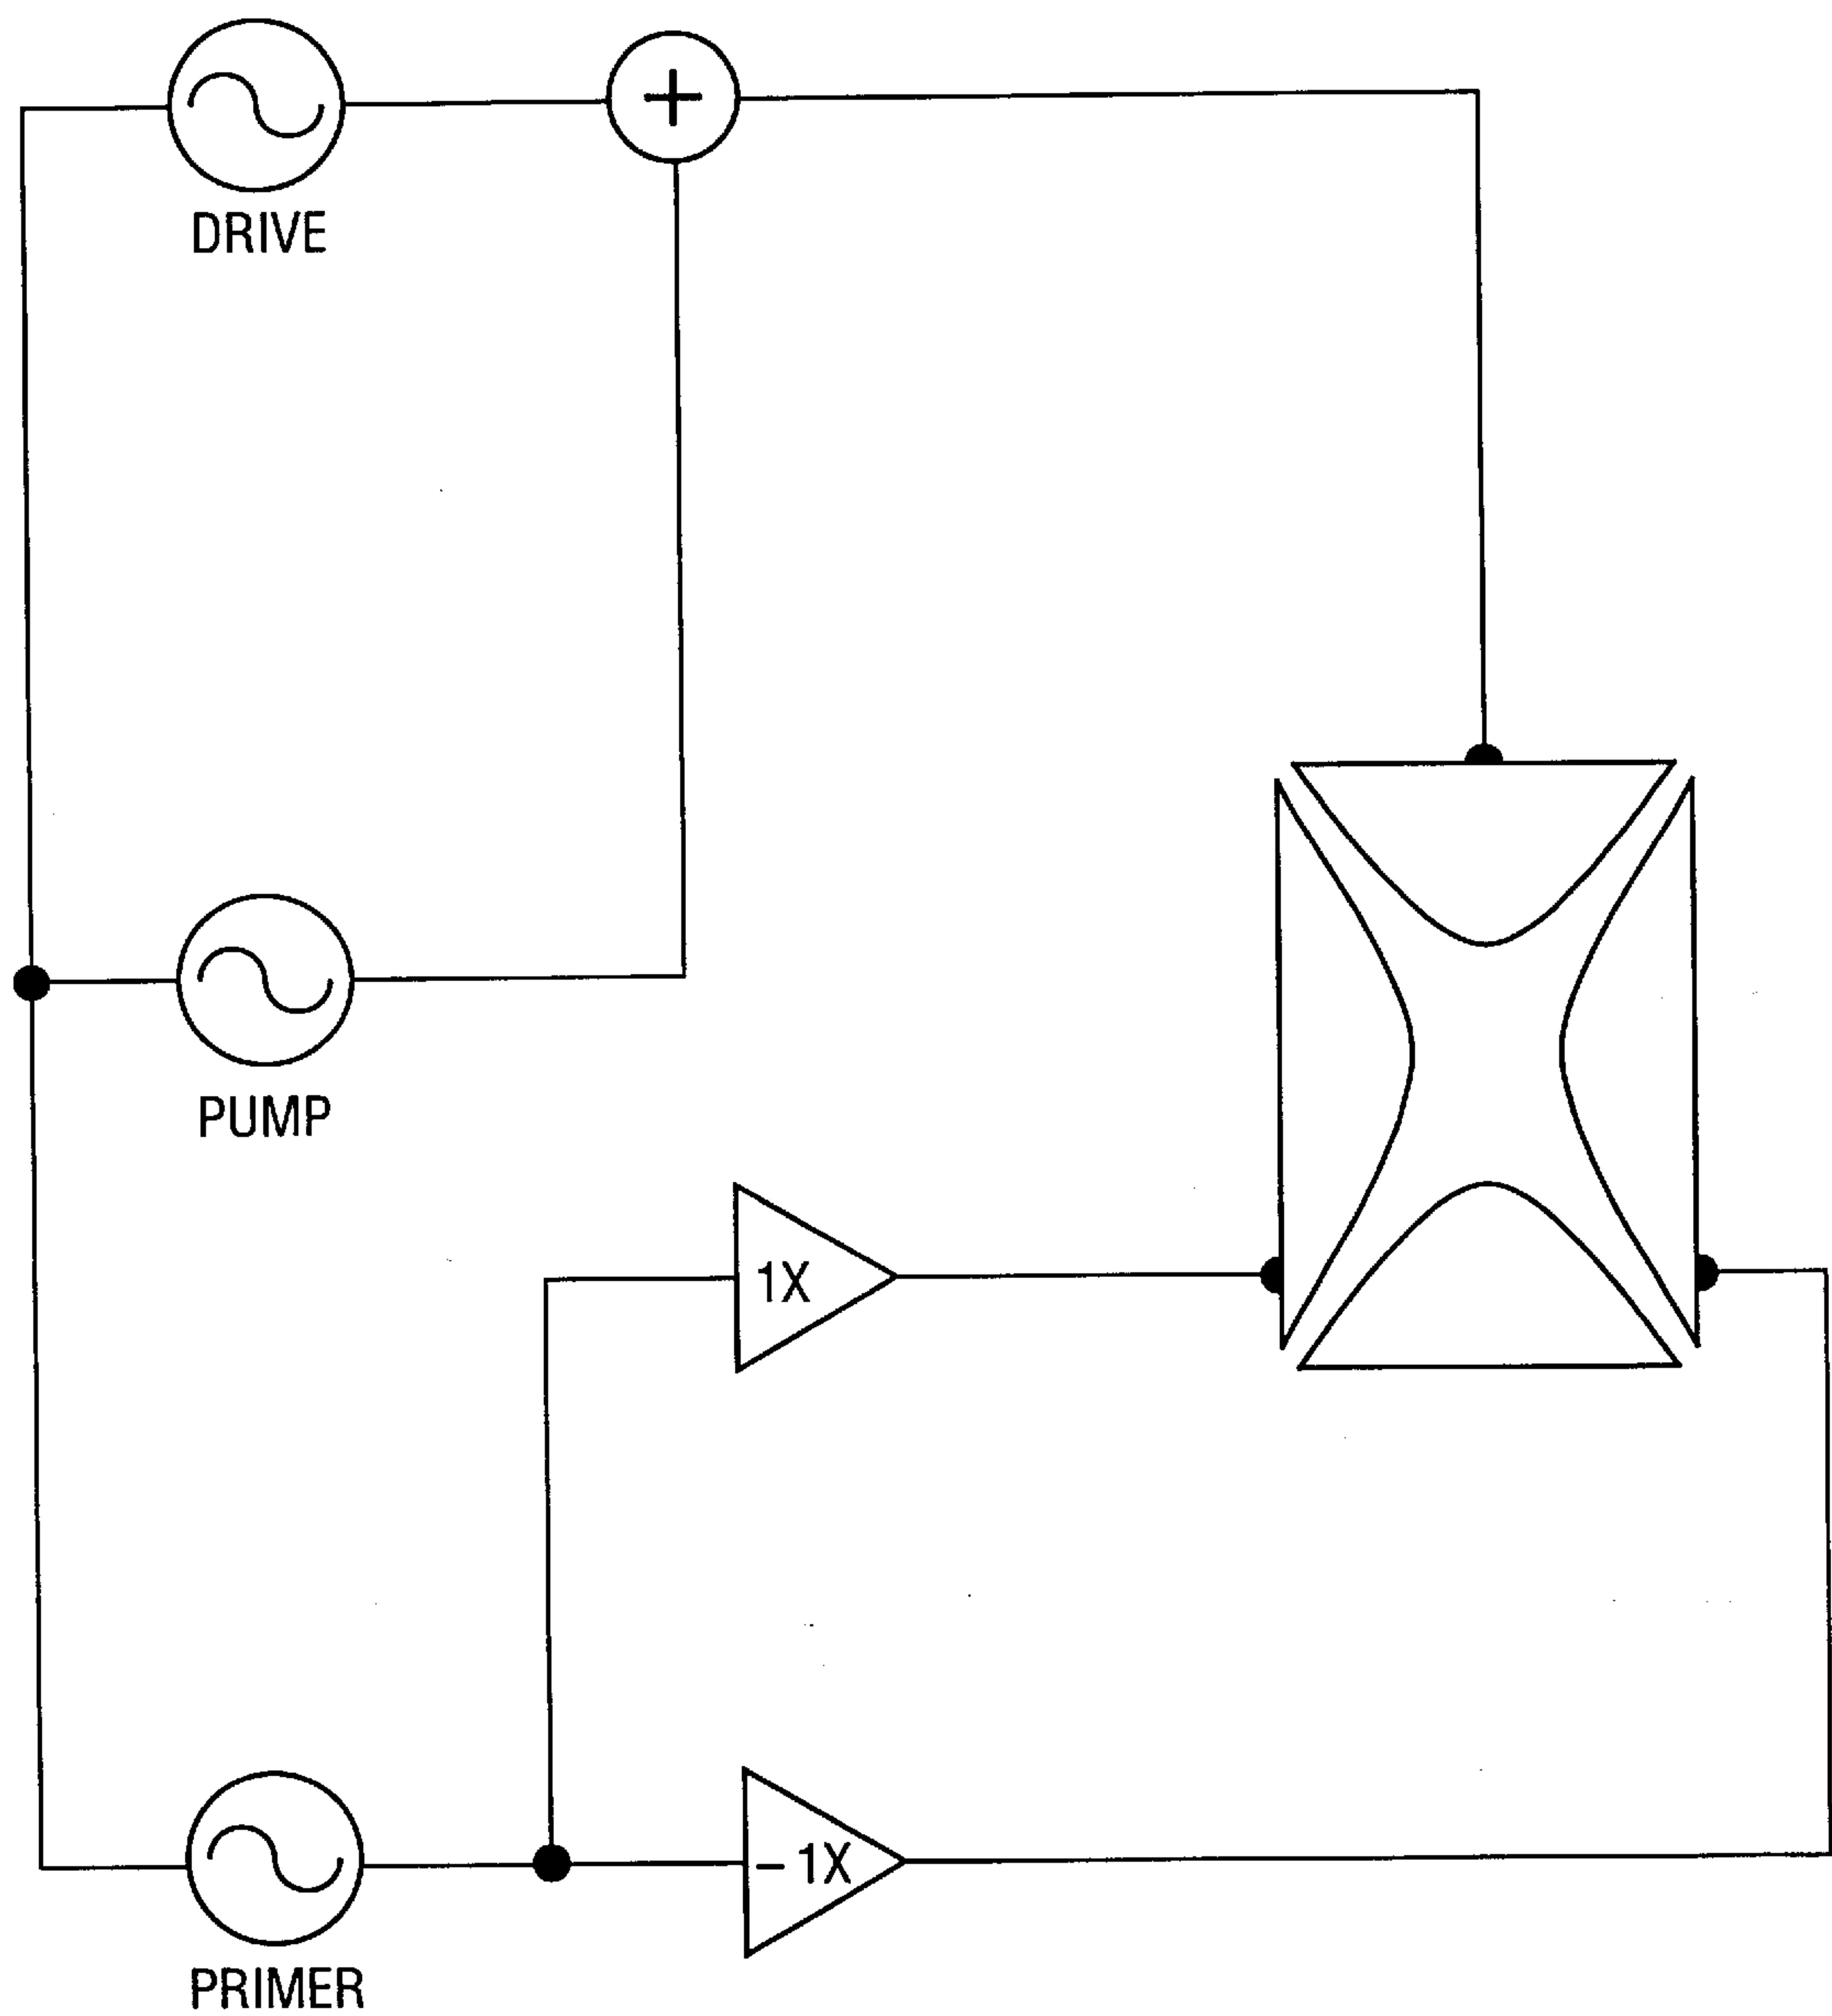 +
DRIVE
PUMP
1X
– 1X
PRIMER